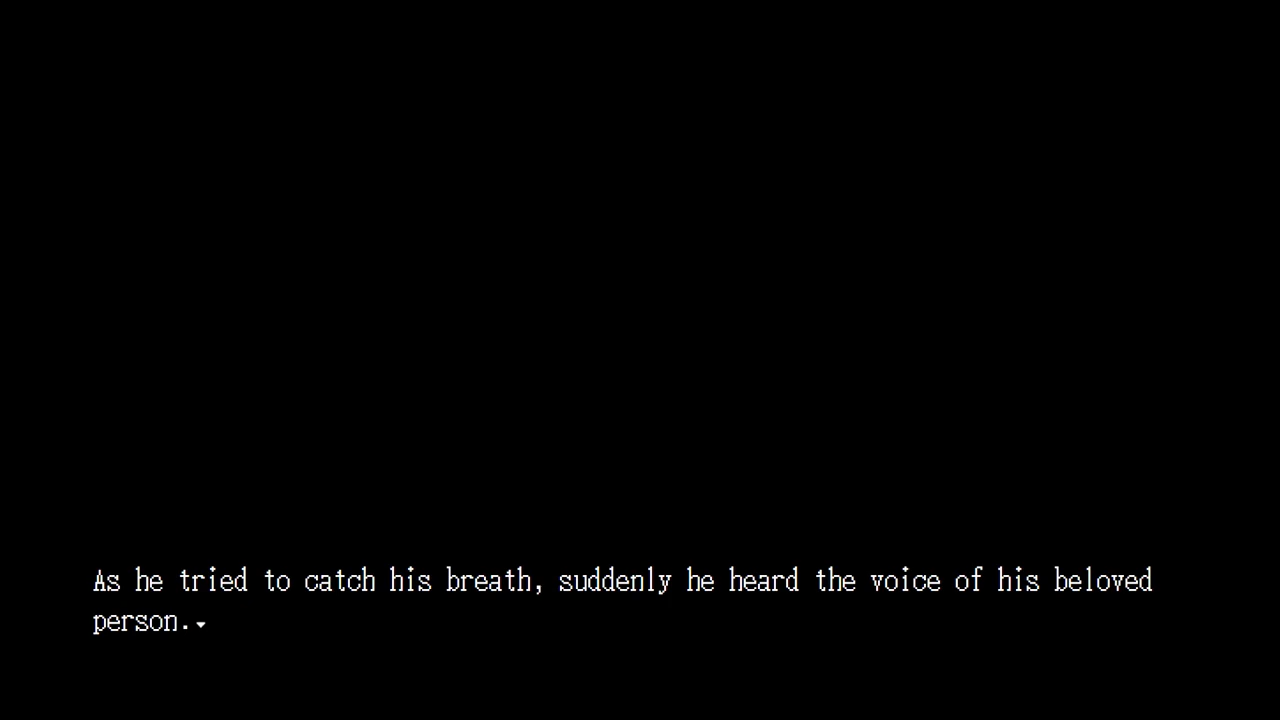 As he tried to catch his breath, suddenly he heard the voice of his beloved
person.